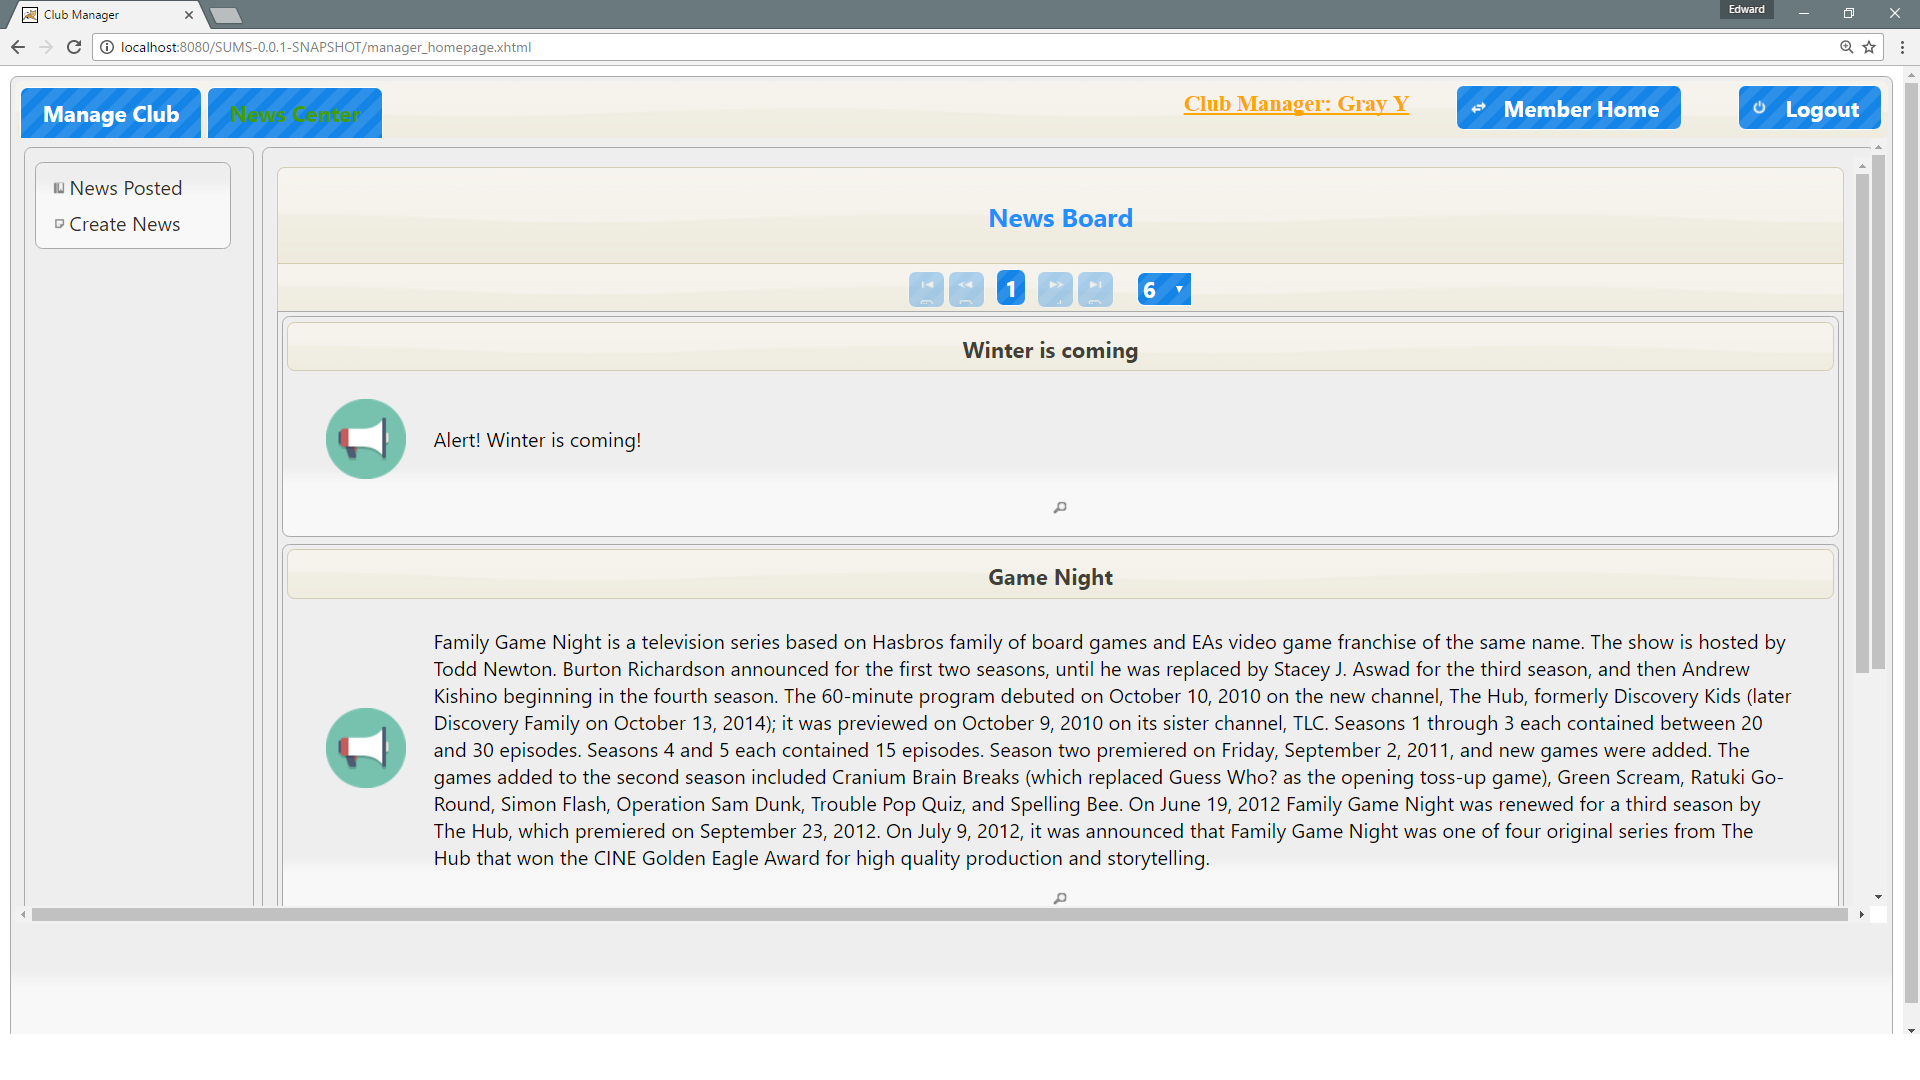 Club Manager
Edward
localhost:8080/SUMS-0.0.1-SNAPSHOT/manager_homepage.xhtml
Manage Club
News Center
Club Manager: Gray Y
Member Home
Logout
News Posted
Create News
News Board
1
6
Winter is coming
Alert! Winter is coming!
Game Night
Family Game Night is a television series based on Hasbros family of board games and EAs video game franchise of the same name. The show is hosted by
Todd Newton. Burton Richardson announced for the first two seasons, until he was replaced by Stacey J. Aswad for the third season, and then Andrew
Kishino beginning in the fourth season. The 60-minute program debuted on October 10, 2010 on the new channel, The Hub, formerly Discovery Kids (later
Discovery Family on October 13, 2014); it was previewed on October 9, 2010 on its sister channel, TLC. Seasons 1 through 3 each contained between 20
and 30 episodes. Seasons 4 and 5 each contained 15 episodes. Season two premiered on Friday, September 2, 2011, and new games were added. The
games added to the second season included Cranium Brain Breaks (which replaced Guess Who? as the opening toss-up game), Green Scream, Ratuki Go-
Round, Simon Flash, Operation Sam Dunk, Trouble Pop Quiz, and Spelling Bee. On June 19, 2012 Family Game Night was renewed for a third season by
The Hub, which premiered on September 23, 2012. On July 9, 2012, it was announced that Family Game Night was one of four original series from The
Hub that won the CINE Golden Eagle Award for high quality production and storytelling.